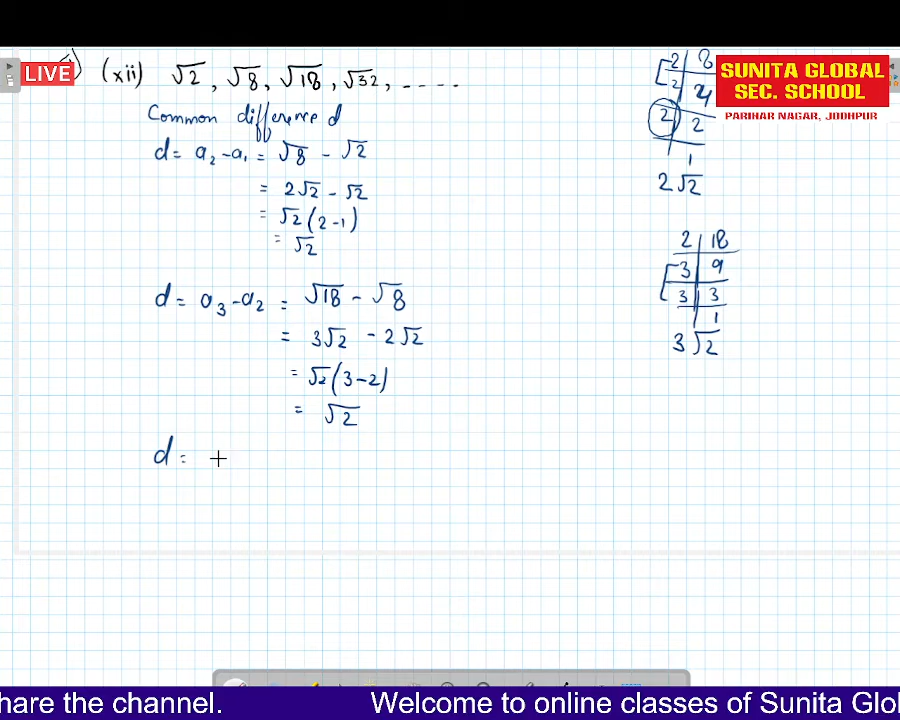 LIVE
(xii) √2, √8, √18, √32, ----
Common difference d
d = a₂ - a₁ = √8 - √2
= 2√2 - √2
= √2(2-1)
= √2
d = a₃ - a₂ = √18 - √8
= 3√2 - 2√2
= √2(3-2)
= √2
d =
2 | 8
2 | 4
2 | 2
1
2√2
2 | 18
3 | 9
3 | 3
1
3√2
SUNITA GLOBAL
SEC. SCHOOL
PARIHAR NAGAR, JODHPUR
hare the channel. Welcome to online classes of Sunita Glo